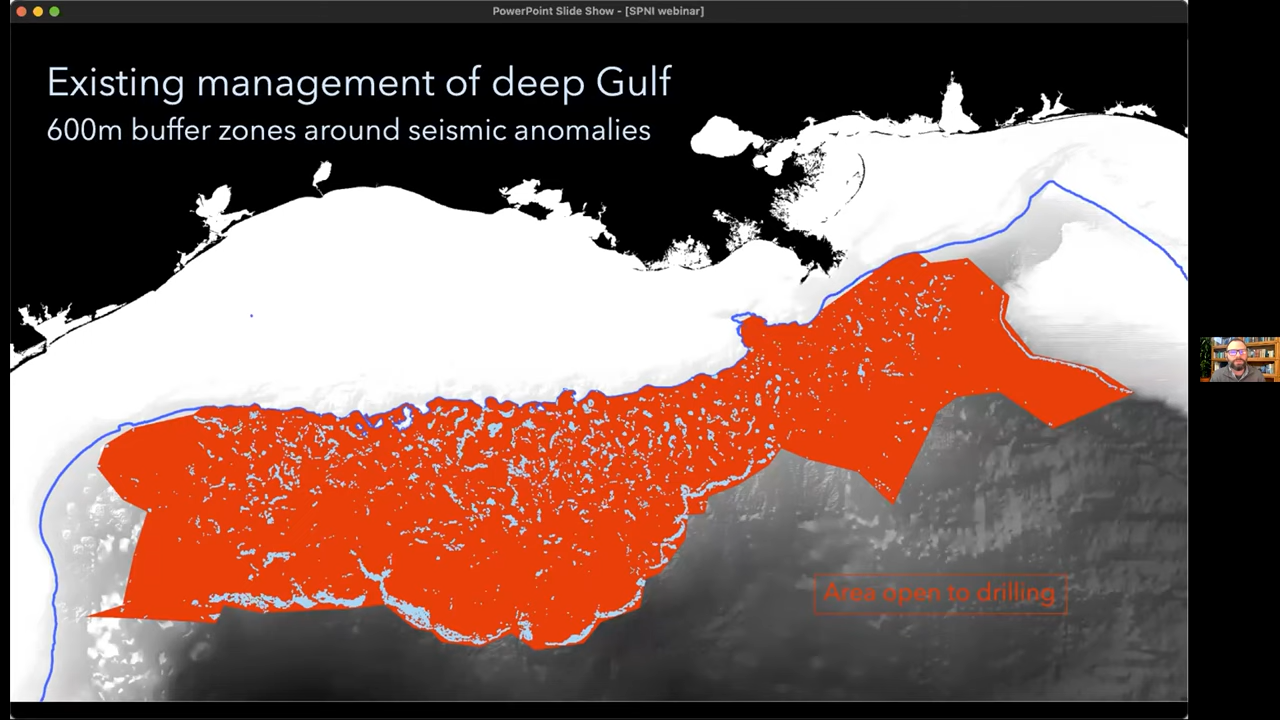 PowerPoint Slide Show - [SPNI webinar]
Existing management of deep Gulf
600m buffer zones around seismic anomalies
Area open to drilling